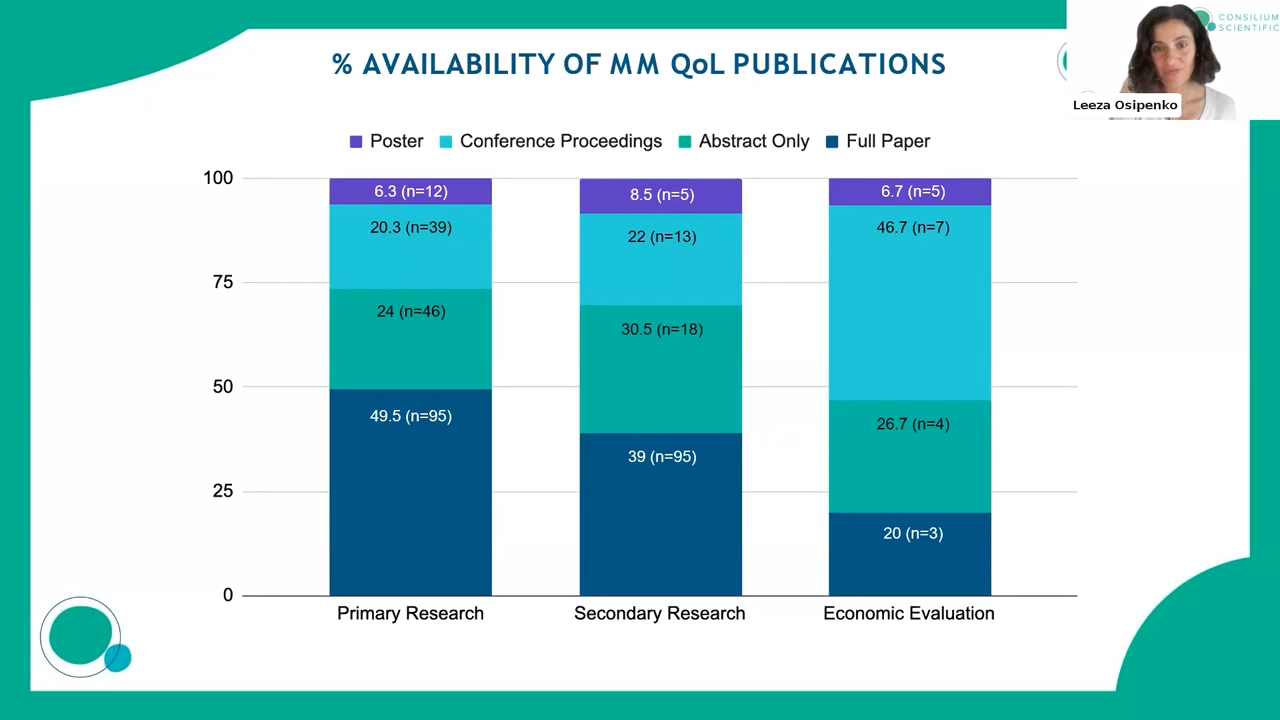 CONSILIUM
SCIENTIFIC
% AVAILABILITY OF MM QoL PUBLICATIONS
Leeza Osipenko
Poster Conference Proceedings Abstract Only Full Paper
100
6.3 (n=12) 8.5 (n=5) 6.7 (n=5)
20.3 (n=39) 22 (n=13) 46.7 (n=7)
75
24 (n=46) 30.5 (n=18)
50
49.5 (n=95) 39 (n=95) 26.7 (n=4)
25
20 (n=3)
0
Primary Research Secondary Research Economic Evaluation